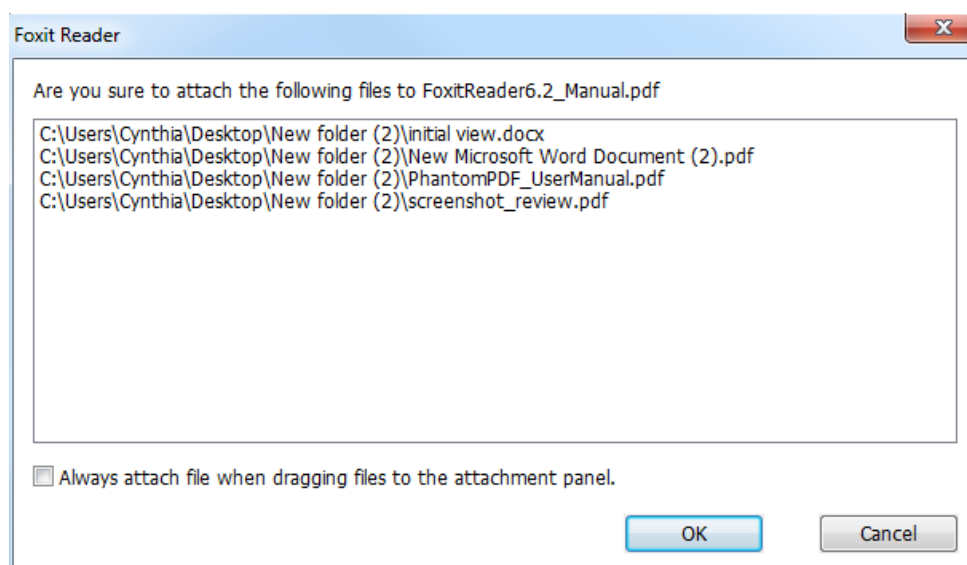 Foxit Reader
Are you sure to attach the following files to FoxitReader6.2_Manual.pdf
C:\Users\Cynthia\Desktop\New folder (2)\initial view.docx
C:\Users\Cynthia\Desktop\New folder (2)\New Microsoft Word Document (2).pdf
C:\Users\Cynthia\Desktop\New folder (2)\PhantomPDF_UserManual.pdf
C:\Users\Cynthia\Desktop\New folder (2)\screenshot_review.pdf
Always attach file when dragging files to the attachment panel.
OK Cancel